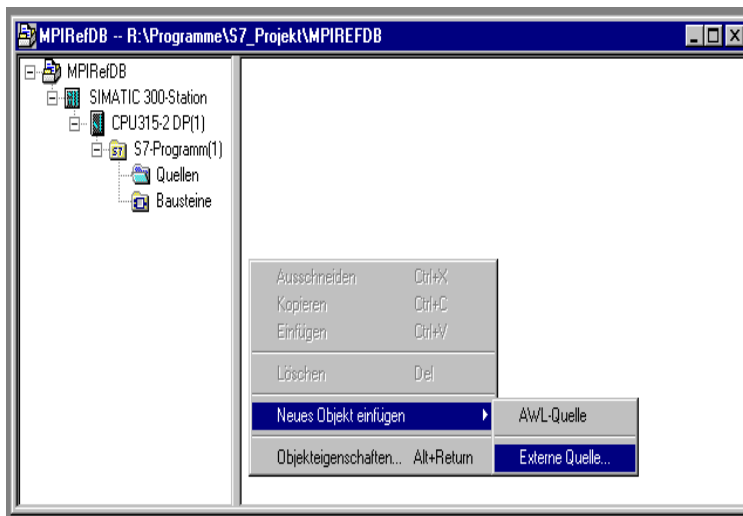 MPIRefDB -- R:\Programme\S7_Projekt\MPIREFDB
MPIRefDB
SIMATIC 300-Station
CPU315-2 DP(1)
S7-Programm(1)
Quellen
Bausteine
Ausschneiden Ctrl+X
Kopieren Ctrl+C
Einfügen Ctrl+V
Löschen Del
Neues Objekt einfügen
AWL-Quelle
Objekteigenschaften... Alt+Return
Externe Quelle...